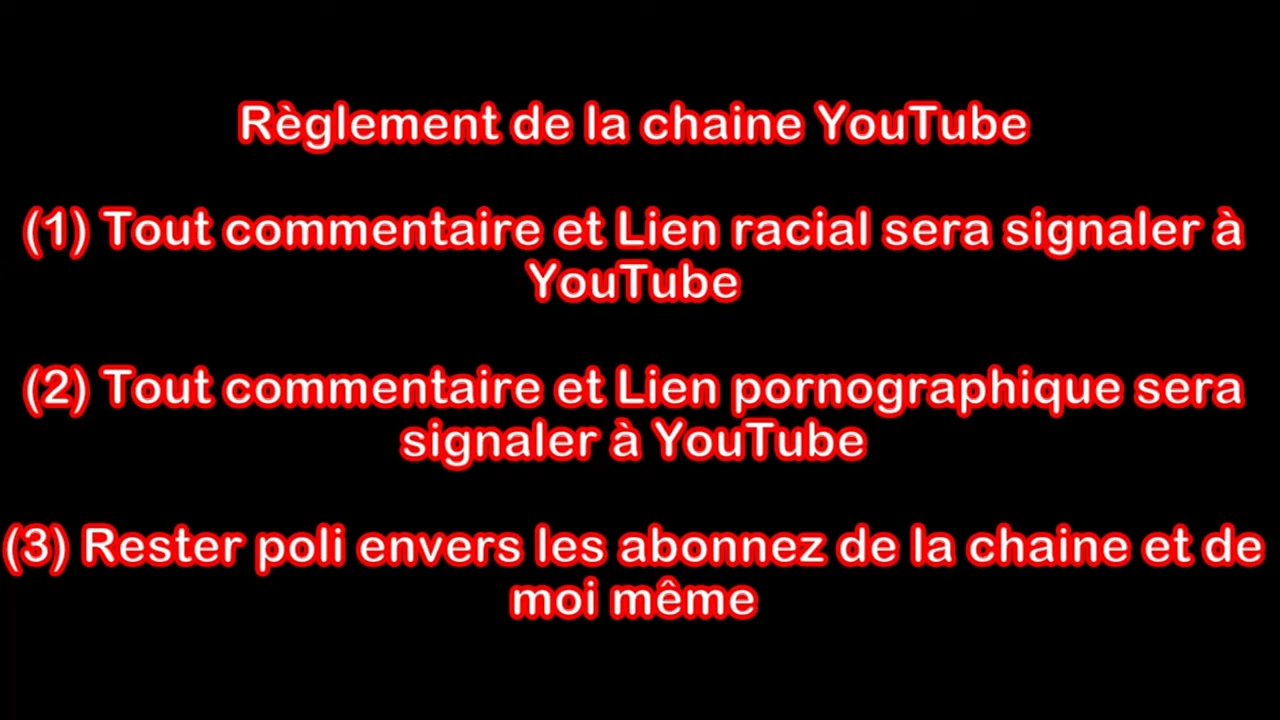 Règlement de la chaine YouTube
(1) Tout commentaire et Lien racial sera signaler à
YouTube
(2) Tout commentaire et Lien pornographique sera
signaler à YouTube
(3) Rester poli envers les abonnez de la chaine et de
moi même